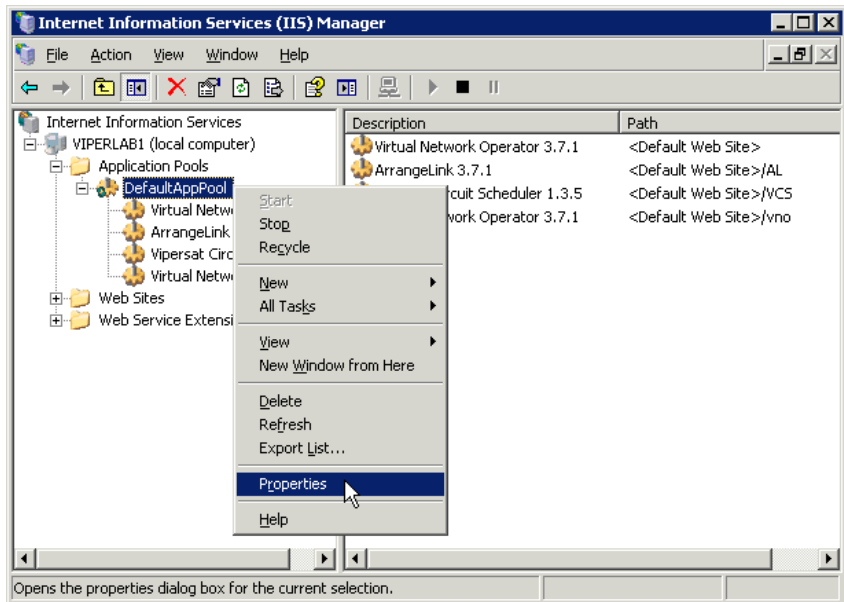 Internet Information Services (IIS) Manager
File Action View Window Help
Internet Information Services
VIPERLAB1 (local computer)
Application Pools
DefaultAppPool
Virtual Netw
ArrangeLink
Vipersat Circ
Virtual Netw
Web Sites
Web Service Extensi
Description Path
Virtual Network Operator 3.7.1 <Default Web Site>
ArrangeLink 3.7.1 <Default Web Site>/AL
rcuit Scheduler 1.3.5 <Default Web Site>/VCS
work Operator 3.7.1 <Default Web Site>/vno
Start
Stop
Recycle
New
All Tasks
View
New Window from Here
Delete
Refresh
Export List...
Properties
Help
Opens the properties dialog box for the current selection.